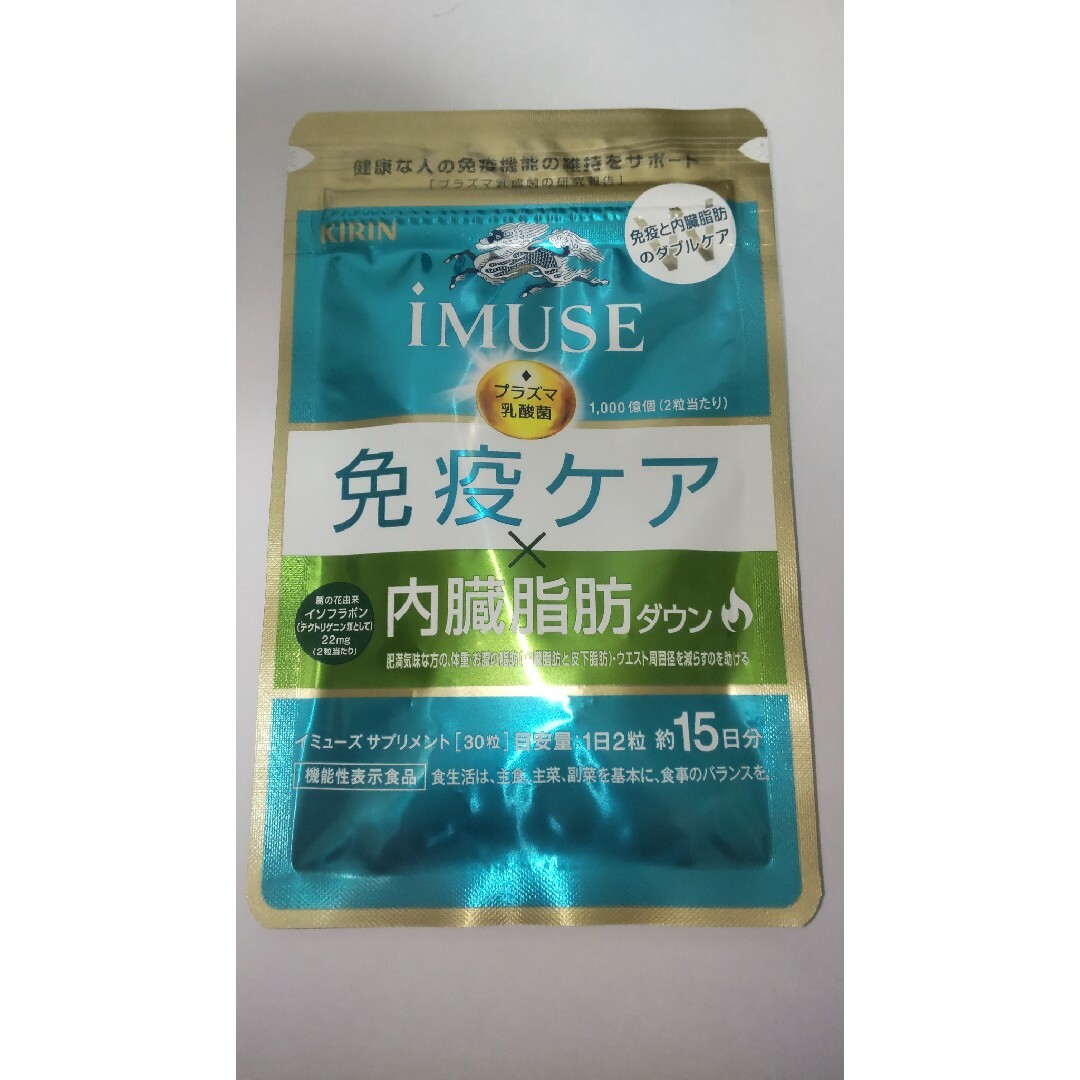 健康な人の免疫機能の維持をサポート
[プラズマ乳酸菌の研究報告]
KIRIN
免疫と内臓脂肪
のダブルケア
W
iMUSE
プラズマ
乳酸菌
1,000億個(2粒当たり)
免疫ケア
×
葛の花由来
イソフラボン
(テクトリゲニン類として)
22mg
(2粒当たり)
内臓脂肪ダウン
肥満気味な方の、体重・お腹の脂肪(内臓脂肪と皮下脂肪)・ウエスト周囲径を減らすのを助ける
イミューズ サプリメント [30粒] 目安量:1日2粒 約15日分
機能性表示食品 食生活は、主食、主菜、副菜を基本に、食事のバランスを。